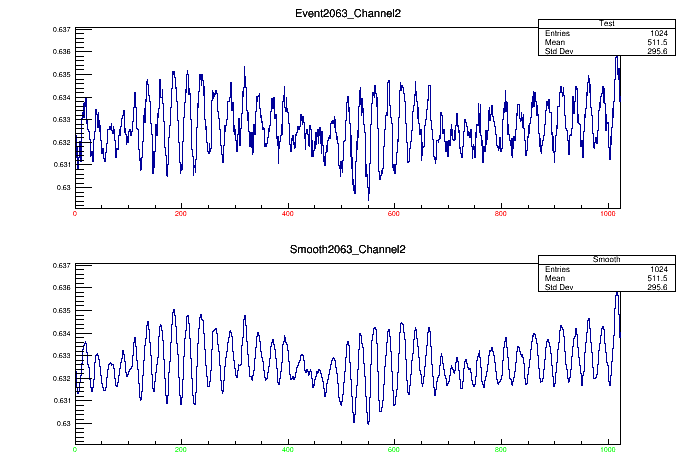 Event2063_Channel2
Test
Entries 1024
Mean 511.5
Std Dev 295.6
0.637
0.636
0.635
0.634
0.633
0.632
0.631
0.63
0 200 400 600 800 1000
Smooth2063_Channel2
Smooth
Entries 1024
Mean 511.5
Std Dev 295.6
0.637
0.636
0.635
0.634
0.633
0.632
0.631
0.63
0 200 400 600 800 1000